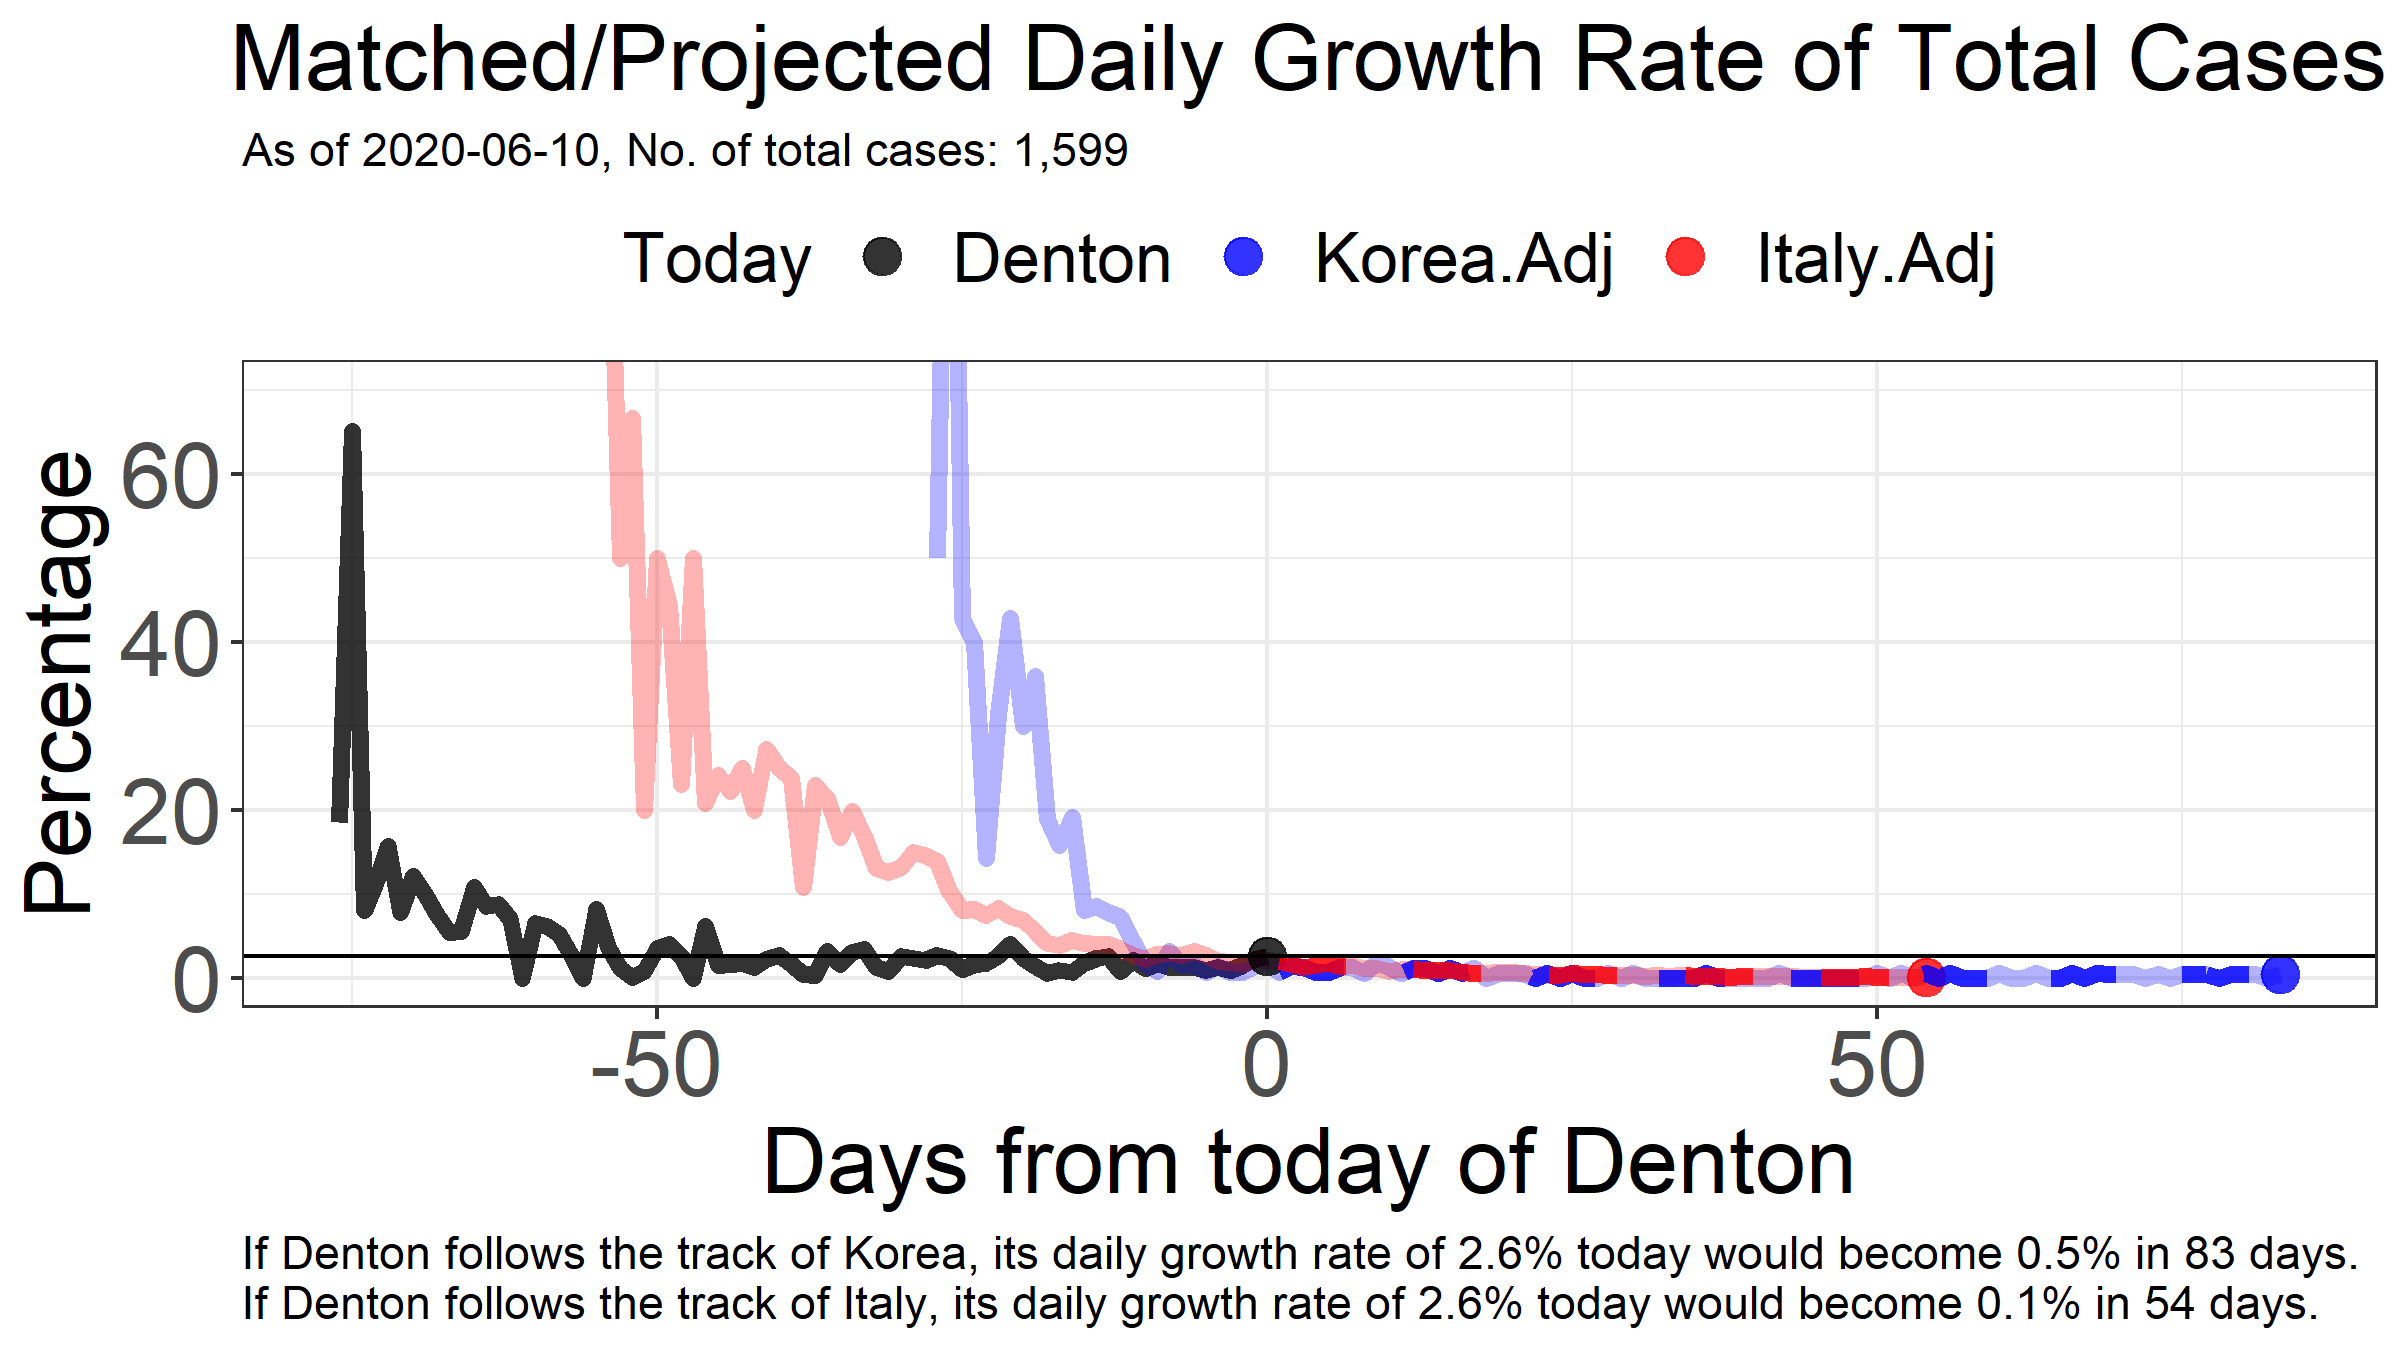 Matched/Projected Daily Growth Rate of Total Cases
As of 2020-06-10, No. of total cases: 1,599
Today Denton Korea.Adj Italy.Adj
Percentage
60
40
20
0
-50 0 50
Days from today of Denton
If Denton follows the track of Korea, its daily growth rate of 2.6% today would become 0.5% in 83 days.
If Denton follows the track of Italy, its daily growth rate of 2.6% today would become 0.1% in 54 days.